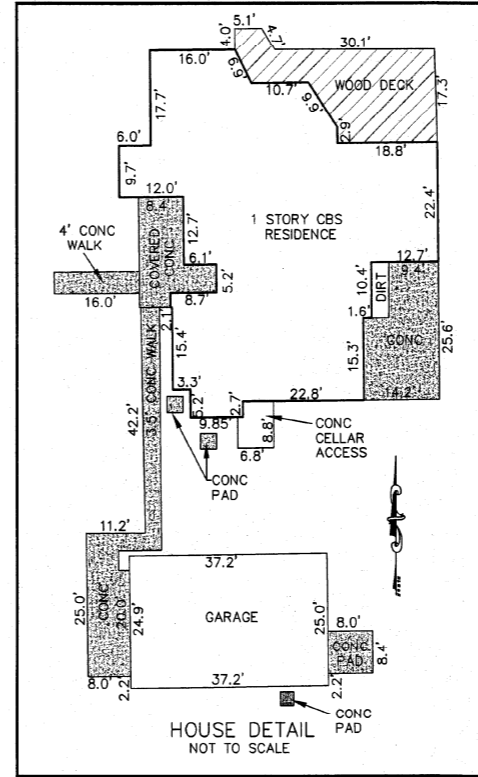 5.1'
4.0'
4.7'
16.0'
30.1'
9.9'
10.7'
WOOD DECK
17.3'
9.9'
17.7'
2.9'
18.8'
6.0'
9.7'
12.0'
8.4'
22.4'
4' CONC
WALK
COVERED
CONC
12.7'
1 STORY CBS
RESIDENCE
6.1'
5.2'
12.7'
9.4'
16.0'
8.7'
10.4'
DIRT
2.1'
1.6'
25.6'
CONC
42.2'
3.5' CONC WALK
15.4'
15.3'
3.3'
5.2'
2.7'
22.8'
14.2'
9.85'
8.8'
CONC
CELLAR
ACCESS
6.8'
CONC
PAD
11.2'
37.2'
25.0'
CONC
20.0'
24.9'
GARAGE
25.0'
8.0'
CONC
PAD
8.4'
8.0'
2.2'
37.2'
2.2'
CONC
PAD
HOUSE DETAIL
NOT TO SCALE